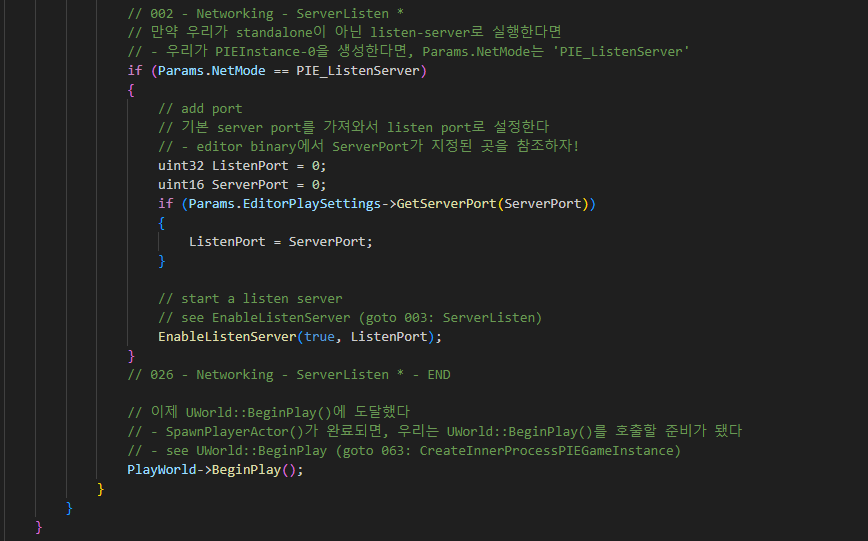 // 002 - Networking - ServerListen *
// 만약 우리가 standalone이 아닌 listen-server로 실행한다면
// - 우리가 PIEInstance-0을 생성한다면, Params.NetMode는 'PIE_ListenServer'
if (Params.NetMode == PIE_ListenServer)
{
// add port
// 기본 server port를 가져와서 listen port로 설정한다
// - editor binary에서 ServerPort가 지정된 곳을 참조하자!
uint32 ListenPort = 0;
uint16 ServerPort = 0;
if (Params.EditorPlaySettings->GetServerPort(ServerPort))
{
ListenPort = ServerPort;
}
// start a listen server
// see EnableListenServer (goto 003: ServerListen)
EnableListenServer(true, ListenPort);
}
// 026 - Networking - ServerListen * - END
// 이제 UWorld::BeginPlay()에 도달했다
// - SpawnPlayerActor()가 완료되면, 우리는 UWorld::BeginPlay()를 호출할 준비가 됐다
// - see UWorld::BeginPlay (goto 063: CreateInnerProcessPIEGameInstance)
PlayWorld->BeginPlay();
}
}
}